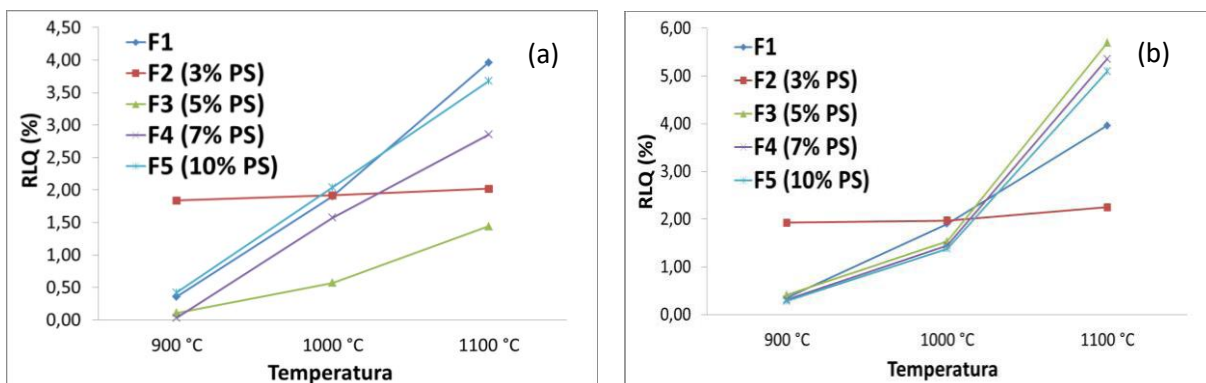 4,50
4,00
3,50
3,00
2,50
2,00
1,50
1,00
0,50
0,00
RLQ (%)
F1
F2 (3% PS)
F3 (5% PS)
F4 (7% PS)
F5 (10% PS)
(a)
900 °C
1000 °C
1100 °C
Temperatura
6,00
5,00
4,00
3,00
2,00
1,00
0,00
RLQ (%)
F1
F2 (3% PS)
F3 (5% PS)
F4 (7% PS)
F5 (10% PS)
(b)
900 °C
1000 °C
1100 °C
Temperatura